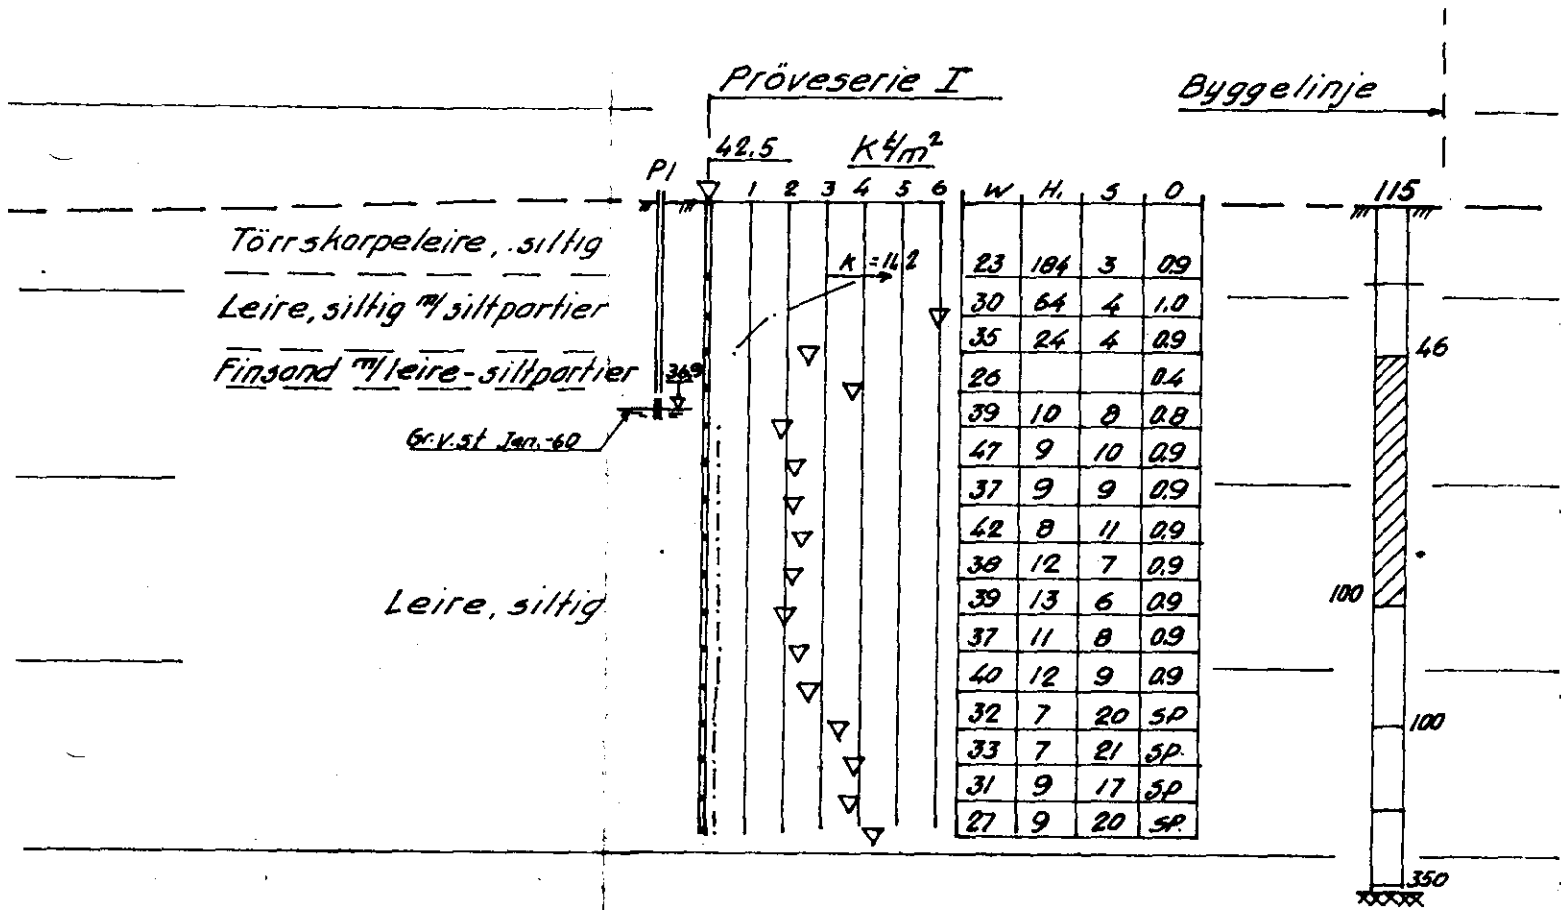 Pröveserie I
Byggelinje
42.5
K t/m²
P1
1 2 3 4 5 6
W H, S O
115
Törrskorpeleire, siltig
K = 14.2
23 184 3 0.9
Leire, siltig m/ siltpartier
30 64 4 1.0
35 24 4 0.9
46
Finsand m/ leire-siltpartier
36.9
26 0.4
39 10 8 0.8
Gr.v.st Jan.-60
47 9 10 0.9
37 9 9 0.9
42 8 11 0.9
38 12 7 0.9
Leire, siltig
39 13 6 0.9
100
37 11 8 0.9
40 12 9 0.9
32 7 20 sp
100
33 7 21 sp.
31 9 17 sp
27 9 20 sp.
350